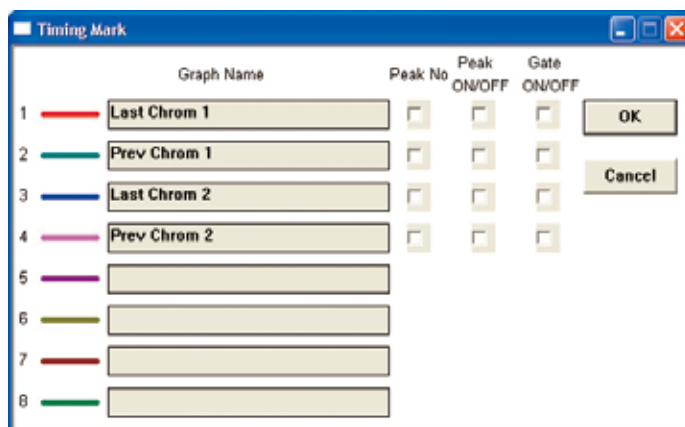 Timing Mark
Graph Name Peak No Peak ON/OFF Gate ON/OFF
1 Last Chrom 1
OK
2 Prev Chrom 1
Cancel
3 Last Chrom 2
4 Prev Chrom 2
5
6
7
8